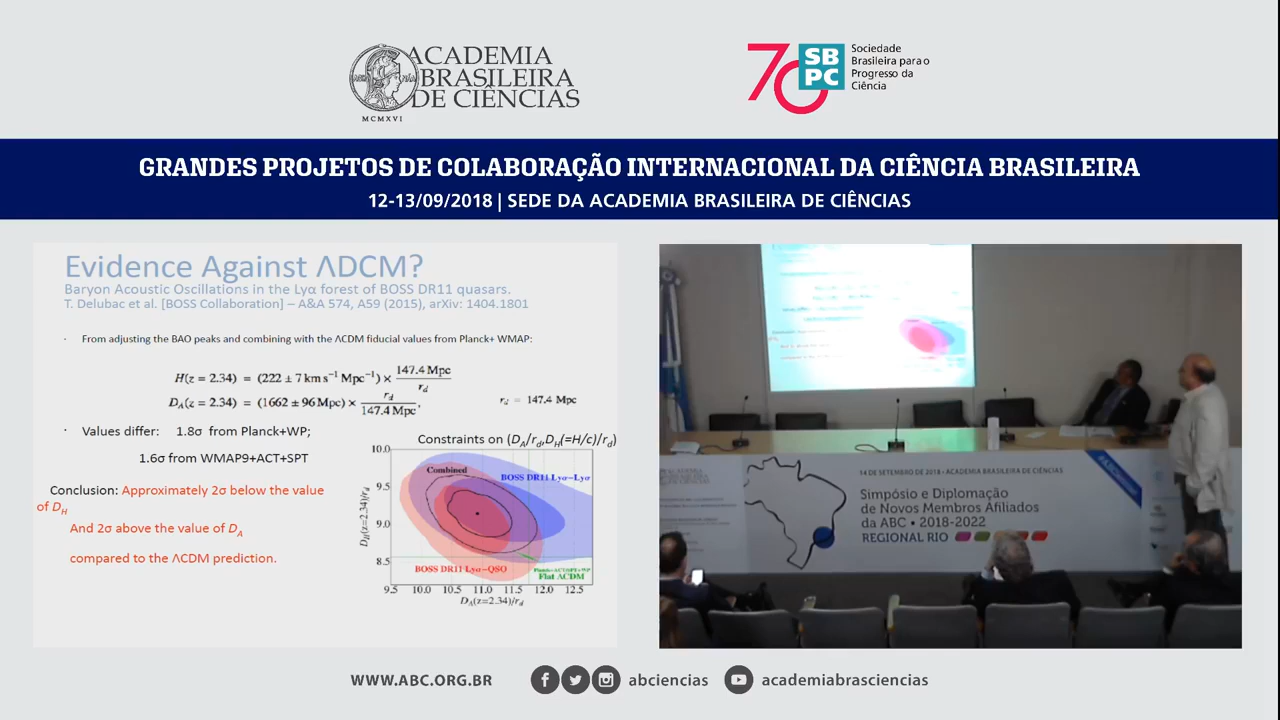 ACADEMIA
BRASILEIRA
DE CIÊNCIAS
MCMXVI
70
SBPC
Sociedade
Brasileira para o
Progresso da
Ciência
GRANDES PROJETOS DE COLABORAÇÃO INTERNACIONAL DA CIÊNCIA BRASILEIRA
12-13/09/2018 | SEDE DA ACADEMIA BRASILEIRA DE CIÊNCIAS
Evidence Against ΛDCM?
Baryon Acoustic Oscillations in the Lyα forest of BOSS DR11 quasars.
T. Delubac et al. [BOSS Collaboration] – A&A 574, A59 (2015), arXiv: 1404.1801
· From adjusting the BAO peaks and combining with the ΛCDM fiducial values from Planck+ WMAP:
H(z = 2.34) = (222 ± 7 km s⁻¹ Mpc⁻¹) × 147.4 Mpc / r_d
D_A(z = 2.34) = (1662 ± 96 Mpc) × r_d / 147.4 Mpc,
r_d = 147.4 Mpc
· Values differ: 1.8σ from Planck+WP;
1.6σ from WMAP9+ACT+SPT
Conclusion: Approximately 2σ below the value
of D_H
And 2σ above the value of D_A
compared to the ΛCDM prediction.
Constraints on (D_A/r_d,D_H(=H/c)/r_d)
Combined
BOSS DR11 Lyα-Lyα
BOSS DR11 Lyα-QSO
Flat ΛCDM
D_H(z=2.34)/r_d
10.0
9.5
9.0
8.5
9.5 10.0 10.5 11.0 11.5 12.0 12.5
D_A(z=2.34)/r_d
14 DE SETEMBRO DE 2018 • ACADEMIA BRASILEIRA DE CIÊNCIAS
Simpósio e Diplomação
de Novos Membros Afiliados
da ABC • 2018-2022
REGIONAL RIO
WWW.ABC.ORG.BR
abciencias
academiabrasciencias